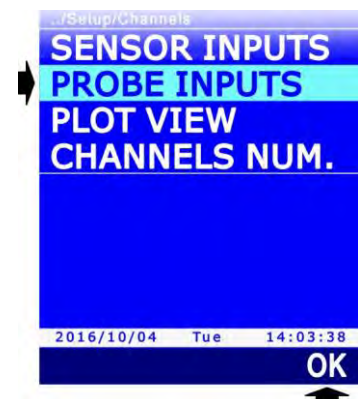 ../Setup/Channels
SENSOR INPUTS
PROBE INPUTS
PLOT VIEW
CHANNELS NUM.
2016/10/04 Tue 14:03:38
OK